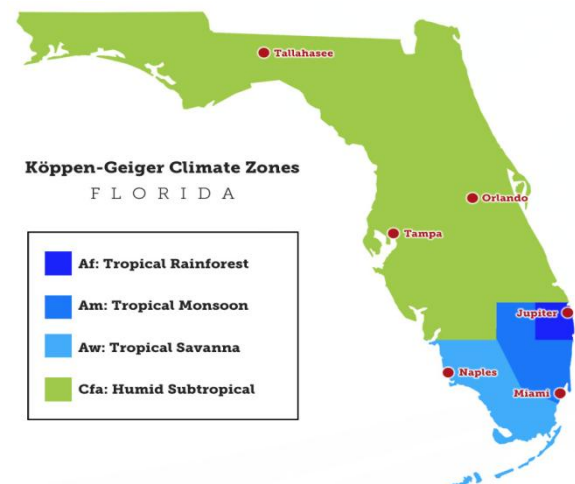 Tallahasee
Köppen-Geiger Climate Zones
FLORIDA
Orlando
Tampa
Af: Tropical Rainforest
Am: Tropical Monsoon
Aw: Tropical Savanna
Cfa: Humid Subtropical
Jupiter
Naples
Miami